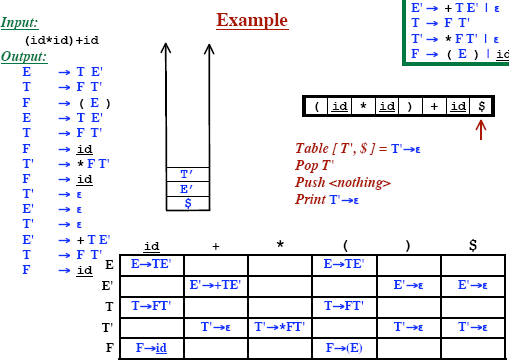 Example
E' → + T E' | ε
T → F T'
T' → * F T' | ε
F → ( E ) | id
Input:
(id*id)+id
Output:
E → T E'
T → F T'
F → ( E )
E → T E'
T → F T'
F → id
T' → * F T'
F → id
T' → ε
E' → ε
T' → ε
E' → + T E'
T → F T'
F → id
T'
E'
$
( id * id ) + id $
Table [ T', $ ] = T'→ε
Pop T'
Push <nothing>
Print T'→ε
id + * ( ) $
E E→TE' E→TE'
E' E'→+TE' E'→ε E'→ε
T T→FT' T→FT'
T' T'→ε T'→*FT' T'→ε T'→ε
F F→id F→(E)